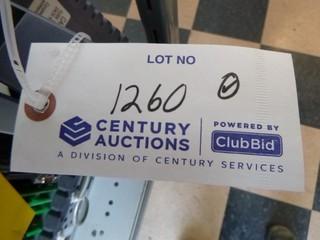 LOT NO
1260
CENTURY AUCTIONS
POWERED BY
ClubBid
A DIVISION OF CENTURY SERVICES